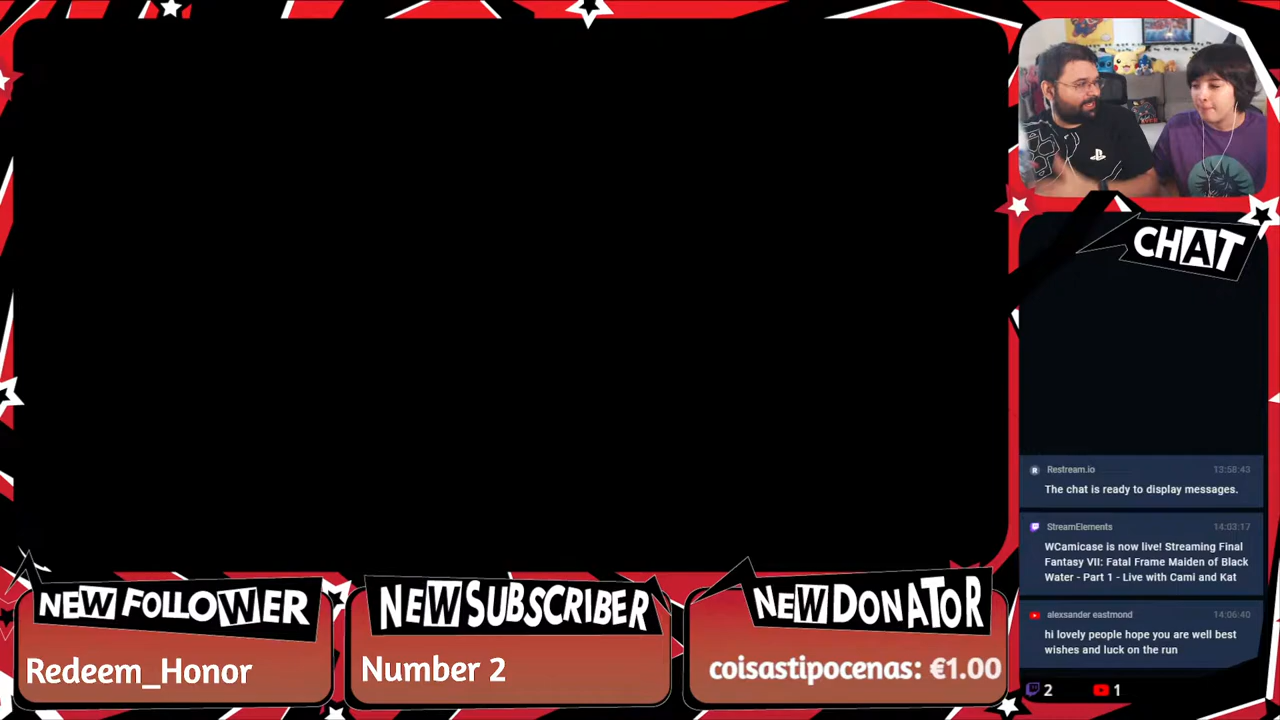 CHAT
Restream.io 13:58:43
The chat is ready to display messages.
StreamElements 14:03:17
WCamicase is now live! Streaming Final
Fantasy VII: Fatal Frame Maiden of Black
Water - Part 1 - Live with Cami and Kat
alexsander eastmond 14:06:40
hi lovely people hope you are well best
wishes and luck on the run
2 1
NEW FOLLOWER
Redeem_Honor
NEW SUBSCRIBER
Number 2
NEW DONATOR
coisastipocenas: €1.00